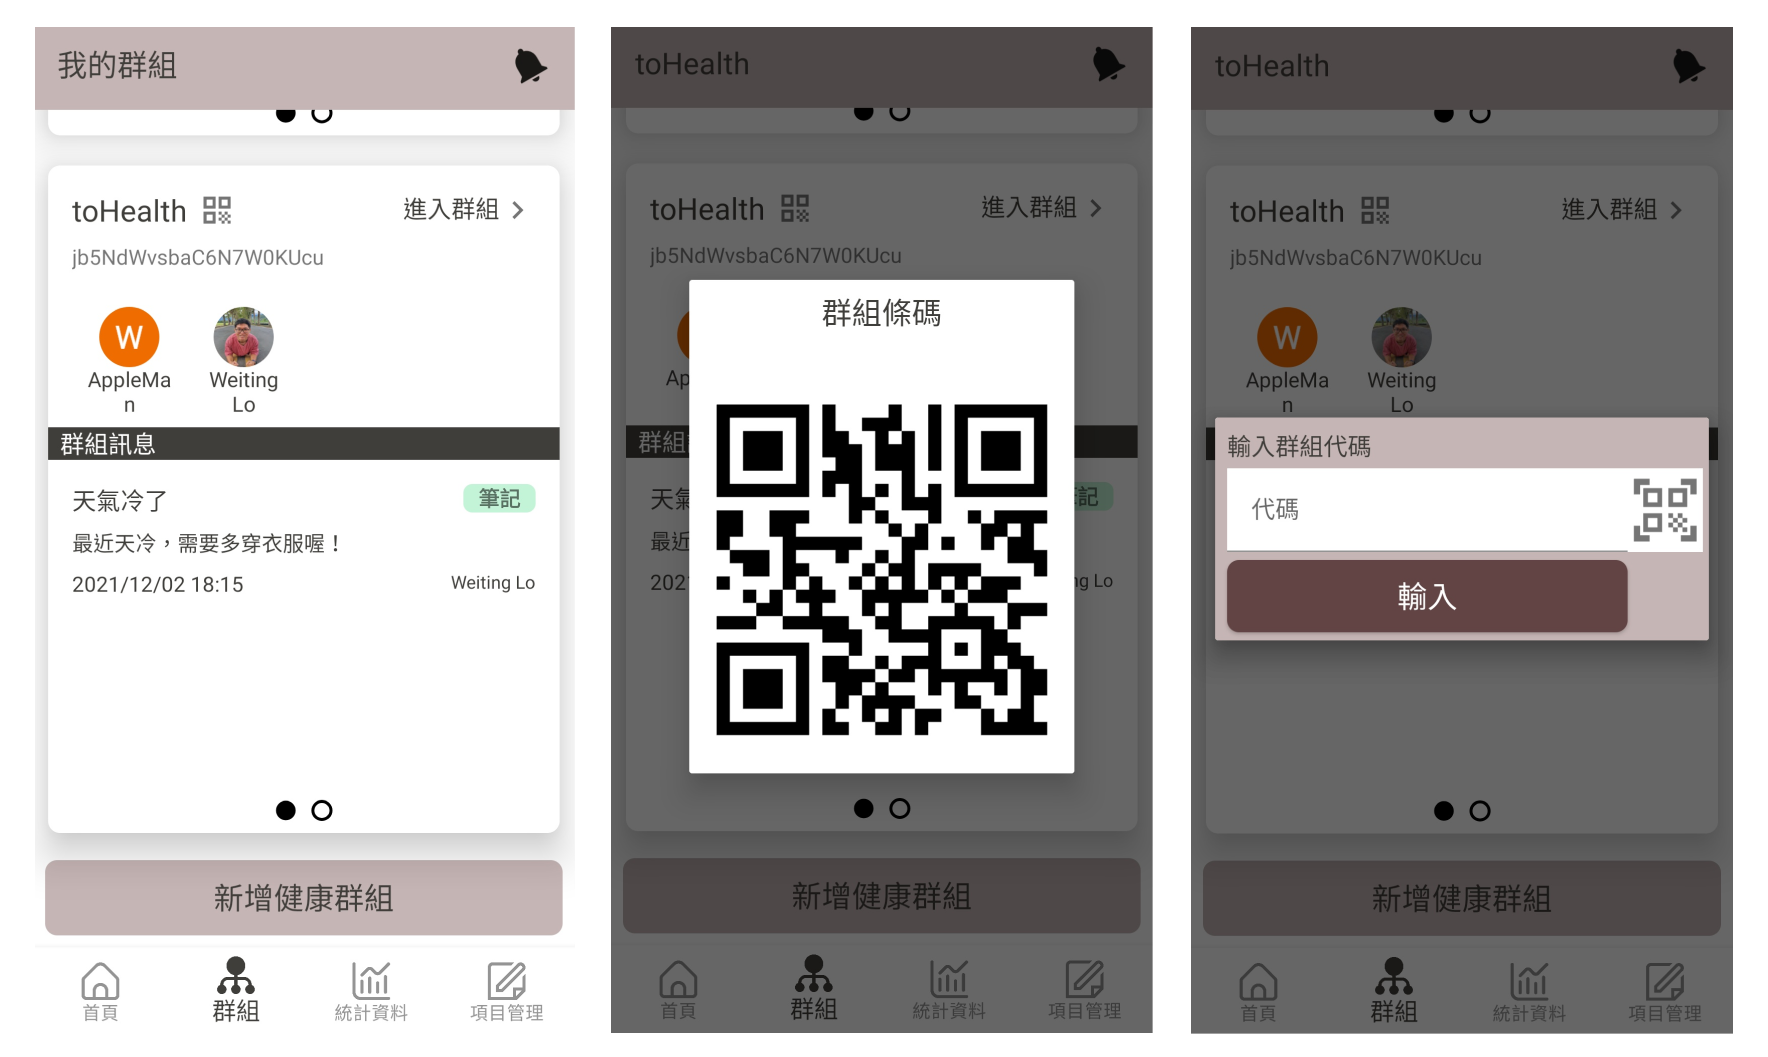 我的群組
toHealth
進入群組
jb5NdWvsbaC6N7W0KUcu
W
AppleMa
n
Weiting
Lo
群組訊息
天氣冷了
筆記
最近天冷，需要多穿衣服喔！
2021/12/02 18:15
Weiting Lo
新增健康群組
首頁
群組
統計資料
項目管理
toHealth
toHealth
進入群組
jb5NdWvsbaC6N7W0KUcu
群組條碼
Ap
群組
天氣
記
最近
202
ng Lo
新增健康群組
首頁
群組
統計資料
項目管理
toHealth
toHealth
進入群組
jb5NdWvsbaC6N7W0KUcu
W
AppleMa
n
Weiting
Lo
輸入群組代碼
代碼
輸入
新增健康群組
首頁
群組
統計資料
項目管理